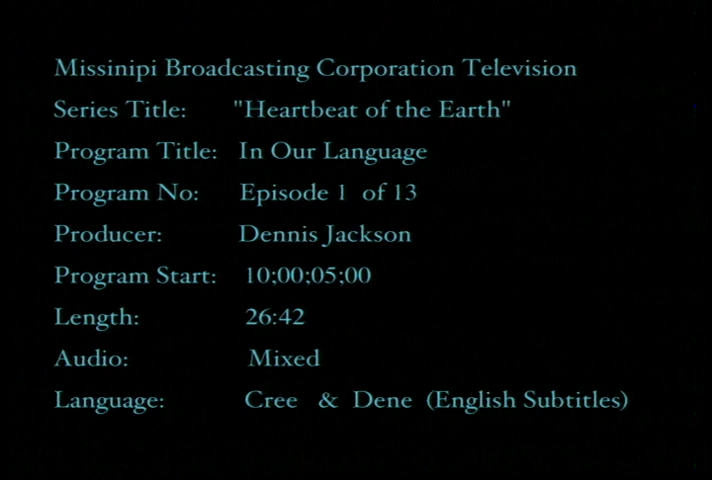 Missinipi Broadcasting Corporation Television
Series Title: "Heartbeat of the Earth"
Program Title: In Our Language
Program No: Episode 1 of 13
Producer: Dennis Jackson
Program Start: 10;00;05;00
Length: 26:42
Audio: Mixed
Language: Cree & Dene (English Subtitles)